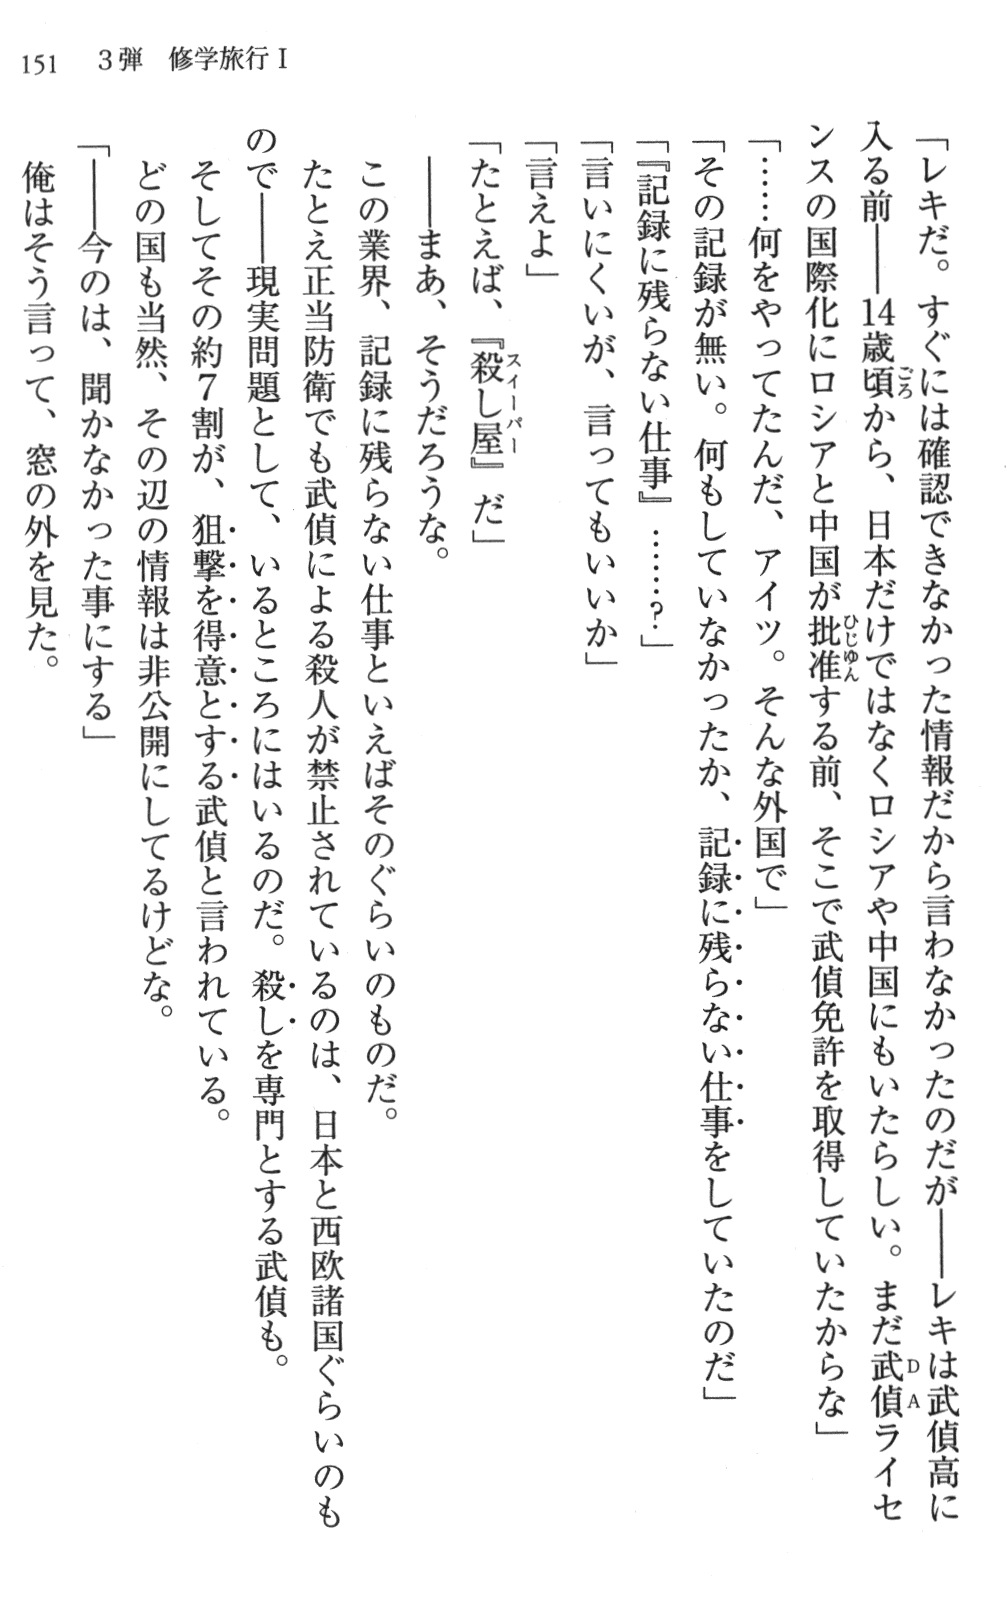 151　3弾　修学旅行Ⅰ
「レキだ。すぐには確認できなかった情報だから言わなかったのだが――レキは武偵高に
入る前――14歳頃から、日本だけではなくロシアや中国にもいたらしい。まだ武偵ライセ
ンスの国際化にロシアと中国が批准する前、そこで武偵免許を取得していたからな」
「……何をやってたんだ、アイツ。そんな外国で」
「その記録が無い。何もしていなかったか、記録に残らない仕事をしていたのだ」
「『記録に残らない仕事』……?」
「言いにくいが、言ってもいいか」
「言えよ」
「たとえば、『殺し屋』だ」
――まあ、そうだろうな。
この業界、記録に残らない仕事といえばそのぐらいのものだ。
たとえ正当防衛でも武偵による殺人が禁止されているのは、日本と西欧諸国ぐらいのも
ので――現実問題として、いるところにはいるのだ。殺しを専門とする武偵も。
そしてその約7割が、狙撃を得意とする武偵と言われている。
どの国も当然、その辺の情報は非公開にしてるけどな。
「――今のは、聞かなかった事にする」
俺はそう言って、窓の外を見た。
ごろ
DA
ひじゅん
スイーパー